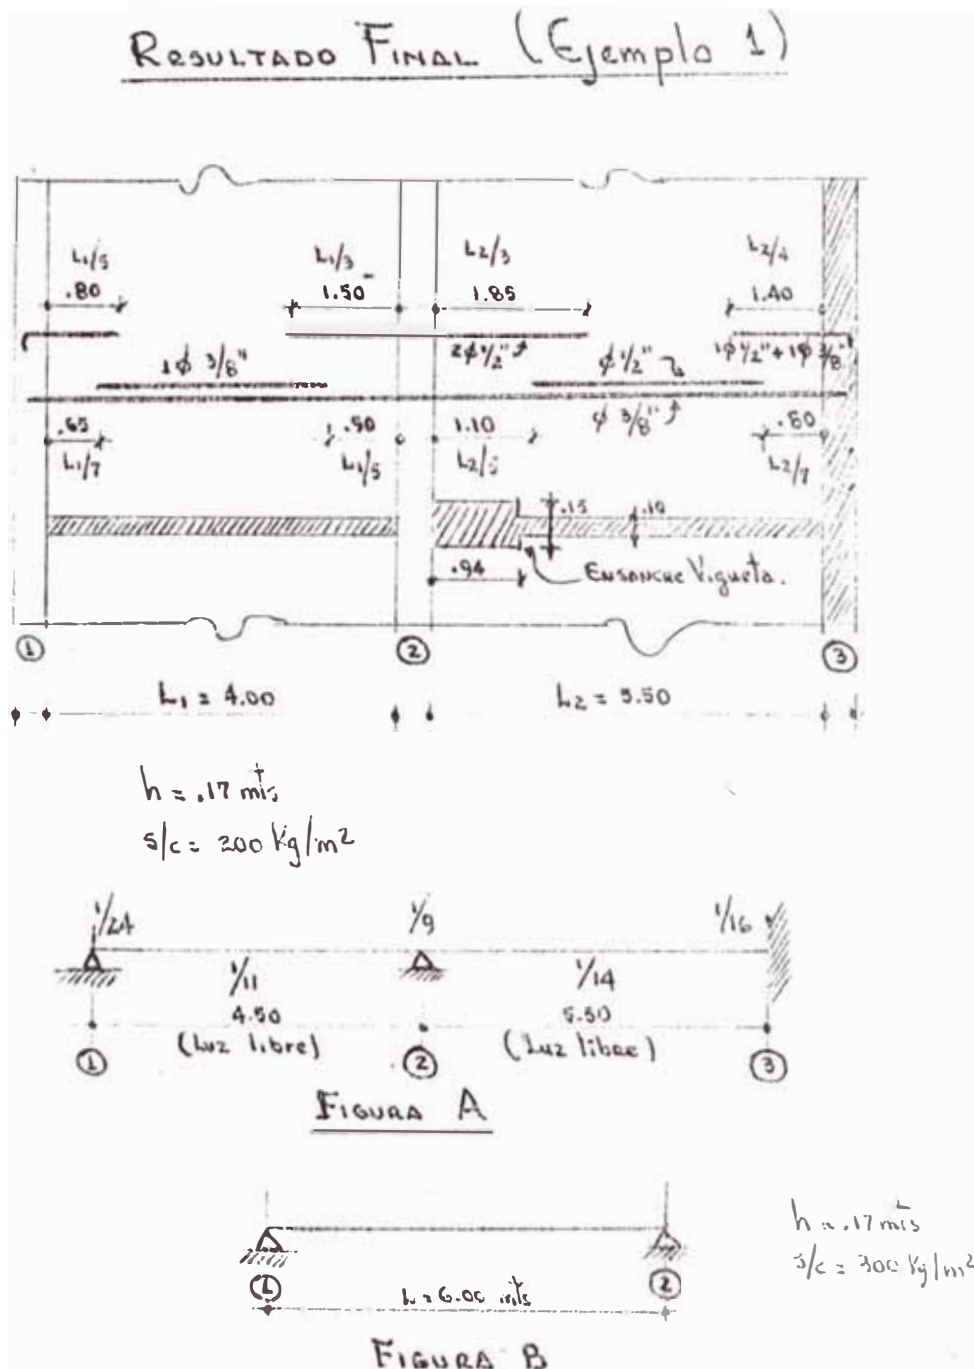 RESULTADO FINAL (Ejemplo 1)
L1/5 L1/3 L2/3 L2/4
.80 1.50 1.85 1.40
2φ1/2" 1φ1/2"+1φ3/8"
1φ 3/8" φ1/2"
φ 3/8"
.65 .90 1.10 .80
L1/7 L1/5 L2/5 L2/7
.15 .10
.94 ENSANCHE Vigueta.
1 2 3
L1 = 4.00 L2 = 5.50
h = .17 mts
s/c = 200 Kg/m2
1/24 1/9 1/16
1/11 1/14
4.50 5.50
(Luz libre) (Luz libre)
1 2 3
FIGURA A
h = .17 mts
s/c = 300 Kg/m2
1 2
L = 6.00 mts
FIGURA B